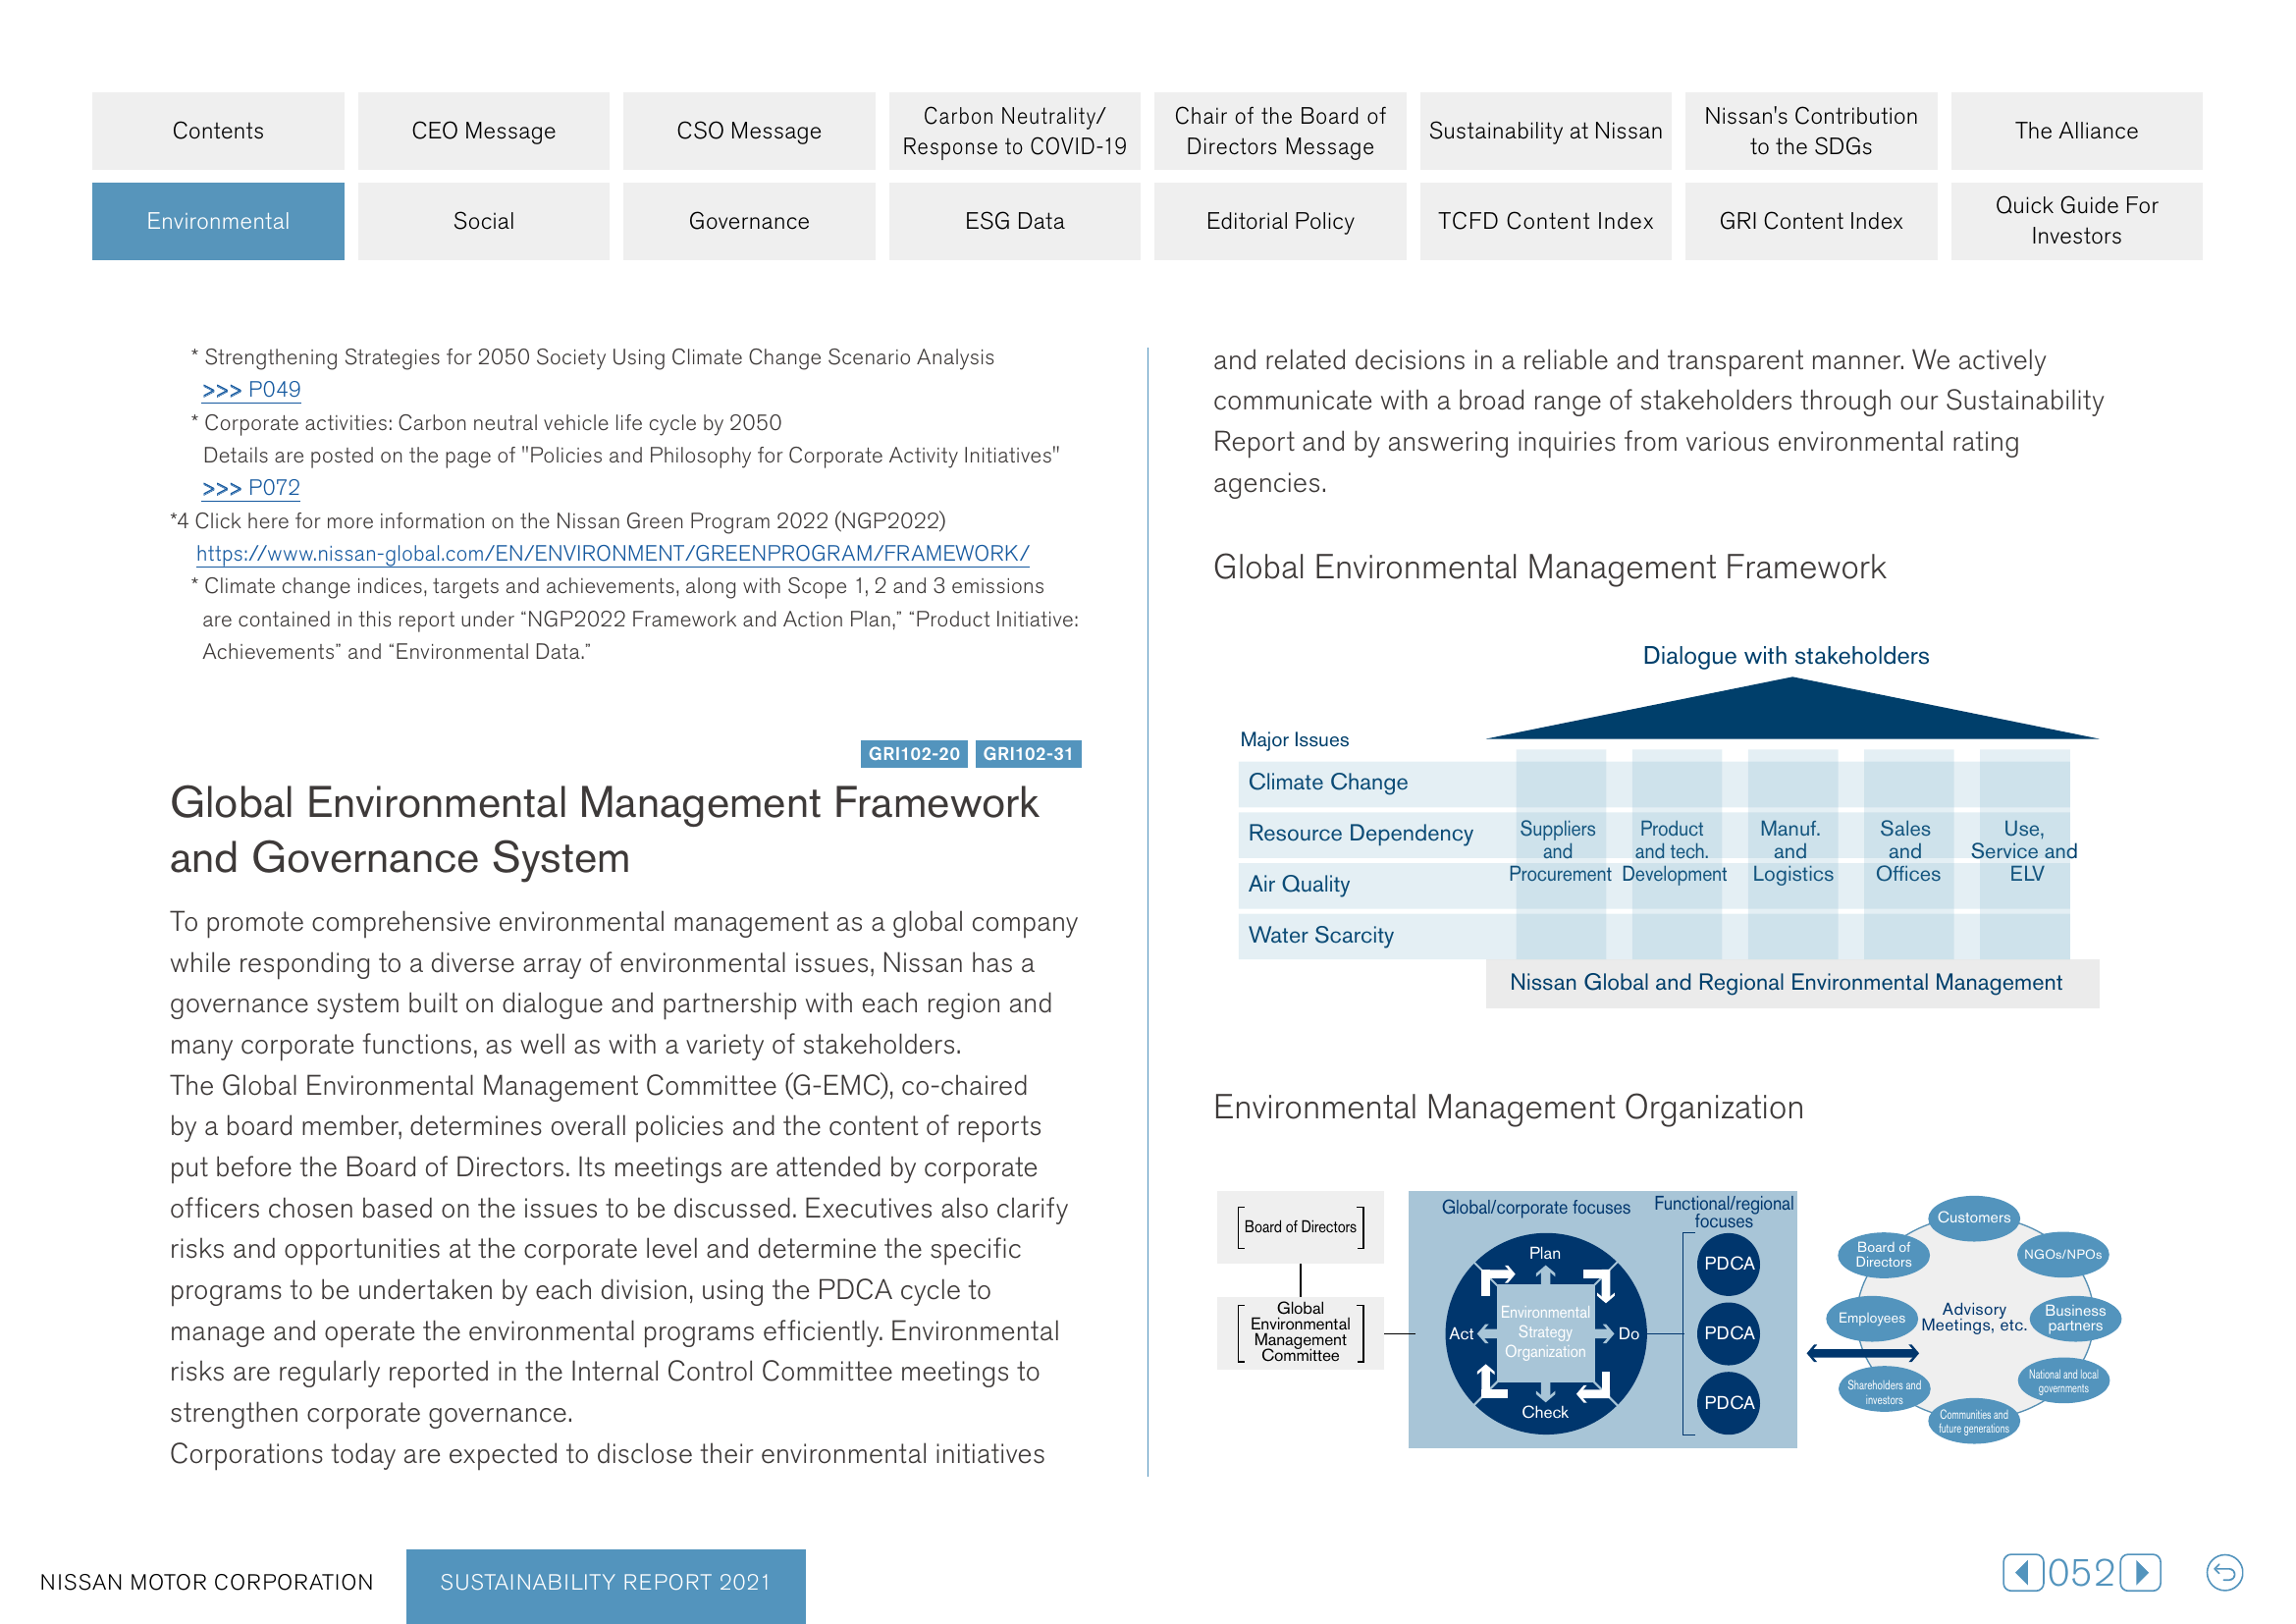 Contents
CEO Message
CSO Message
Carbon Neutrality/
Response to COVID-19
Chair of the Board of
Directors Message
Sustainability at Nissan
Nissan's Contribution
to the SDGs
The Alliance
Environmental
Social
Governance
ESG Data
Editorial Policy
TCFD Content Index
GRI Content Index
Quick Guide For
Investors
* Strengthening Strategies for 2050 Society Using Climate Change Scenario Analysis
>>> P049
* Corporate activities: Carbon neutral vehicle life cycle by 2050
Details are posted on the page of "Policies and Philosophy for Corporate Activity Initiatives"
>>> P072
*4 Click here for more information on the Nissan Green Program 2022 (NGP2022)
https://www.nissan-global.com/EN/ENVIRONMENT/GREENPROGRAM/FRAMEWORK/
* Climate change indices, targets and achievements, along with Scope 1, 2 and 3 emissions
are contained in this report under “NGP2022 Framework and Action Plan,” “Product Initiative:
Achievements” and “Environmental Data.”
GRI102-20 GRI102-31
Global Environmental Management Framework
and Governance System
To promote comprehensive environmental management as a global company
while responding to a diverse array of environmental issues, Nissan has a
governance system built on dialogue and partnership with each region and
many corporate functions, as well as with a variety of stakeholders.
The Global Environmental Management Committee (G-EMC), co-chaired
by a board member, determines overall policies and the content of reports
put before the Board of Directors. Its meetings are attended by corporate
officers chosen based on the issues to be discussed. Executives also clarify
risks and opportunities at the corporate level and determine the specific
programs to be undertaken by each division, using the PDCA cycle to
manage and operate the environmental programs efficiently. Environmental
risks are regularly reported in the Internal Control Committee meetings to
strengthen corporate governance.
Corporations today are expected to disclose their environmental initiatives
and related decisions in a reliable and transparent manner. We actively
communicate with a broad range of stakeholders through our Sustainability
Report and by answering inquiries from various environmental rating
agencies.
Global Environmental Management Framework
Dialogue with stakeholders
Major Issues
Climate Change
Resource Dependency
Air Quality
Water Scarcity
Suppliers
and
Procurement
Product
and tech.
Development
Manuf.
and
Logistics
Sales
and
Offices
Use,
Service and
ELV
Nissan Global and Regional Environmental Management
Environmental Management Organization
Board of Directors
Global
Environmental
Management
Committee
Global/corporate focuses
Functional/regional
focuses
Plan
Do
Check
Act
Environmental
Strategy
Organization
PDCA
PDCA
PDCA
Customers
NGOs/NPOs
Business
partners
National and local
governments
Communities and
future generations
Shareholders and
investors
Employees
Board of
Directors
Advisory
Meetings, etc.
NISSAN MOTOR CORPORATION
SUSTAINABILITY REPORT 2021
052